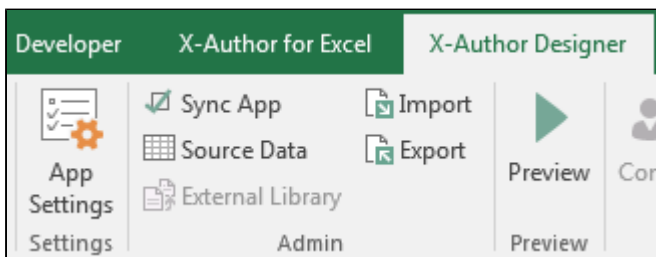 Developer X-Author for Excel X-Author Designer
Sync App Import
Source Data Export
App Settings
External Library
Preview
Settings Admin Preview